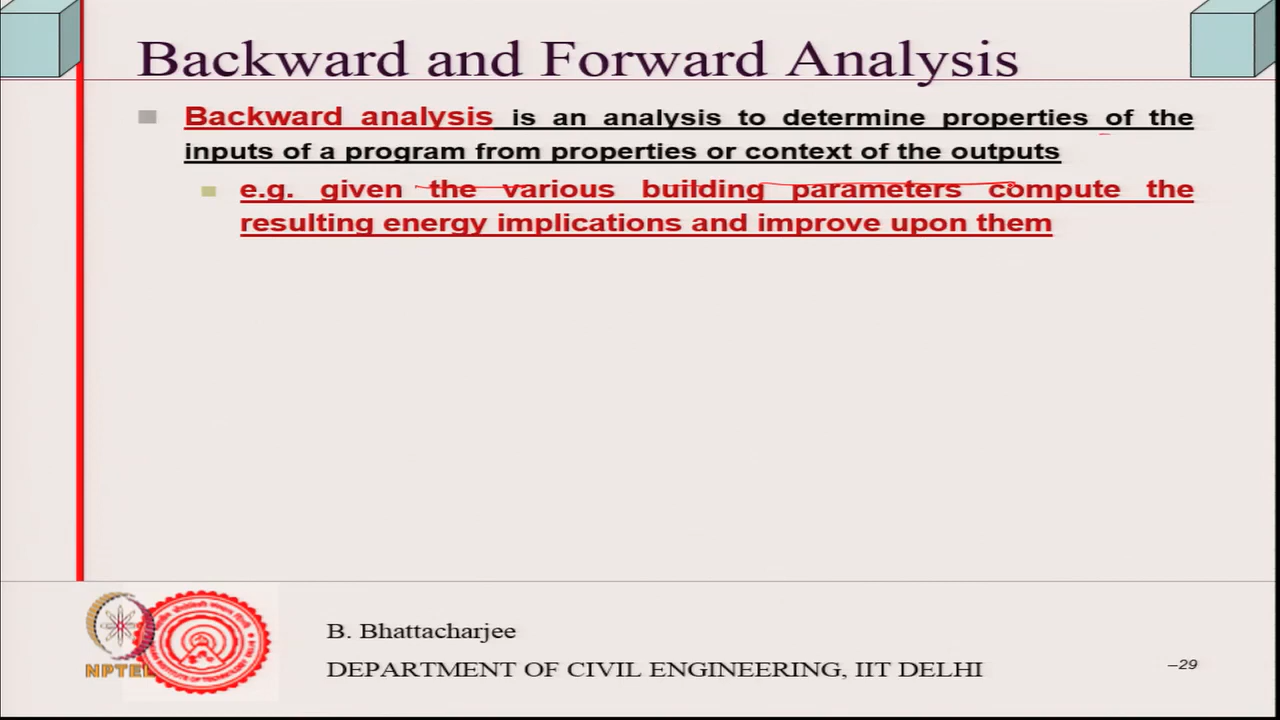 Backward and Forward Analysis
Backward analysis is an analysis to determine properties of the
inputs of a program from properties or context of the outputs
e.g. given the various building parameters compute the
resulting energy implications and improve upon them
NPTEL
B. Bhattacharjee
DEPARTMENT OF CIVIL ENGINEERING, IIT DELHI
–29